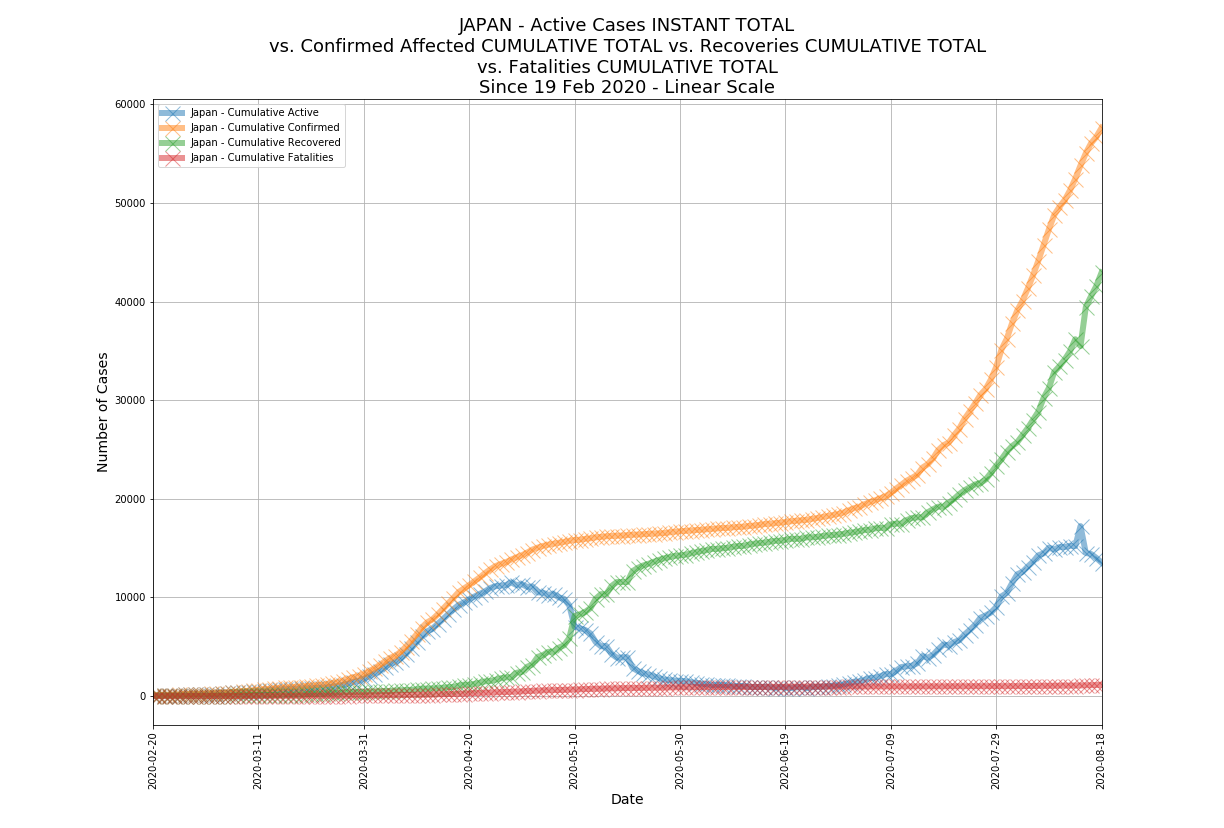 JAPAN - Active Cases INSTANT TOTAL
vs. Confirmed Affected CUMULATIVE TOTAL vs. Recoveries CUMULATIVE TOTAL
vs. Fatalities CUMULATIVE TOTAL
Since 19 Feb 2020 - Linear Scale
Japan - Cumulative Active
Japan - Cumulative Confirmed
Japan - Cumulative Recovered
Japan - Cumulative Fatalities
Number of Cases
60000
50000
40000
30000
20000
10000
0
2020-02-20
2020-03-11
2020-03-31
2020-04-20
2020-05-10
2020-05-30
2020-06-19
2020-07-09
2020-07-29
2020-08-18
Date